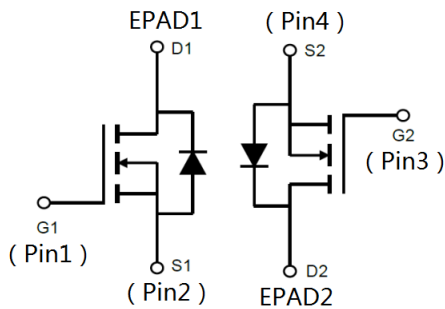 EPAD1
(Pin4)
D1
S2
G2
(Pin3)
G1
(Pin1)
S1
(Pin2)
D2
EPAD2